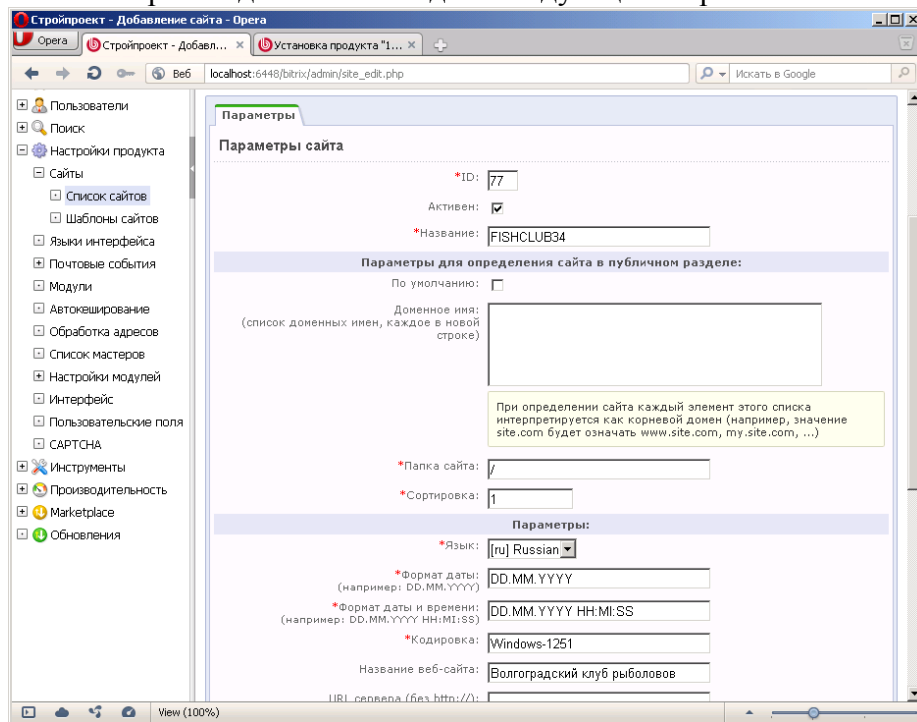 Стройпроект - Добавление сайта - Opera
Opera
Стройпроект - Добавл... ×
Установка продукта "1... ×
Веб
localhost:6448/bitrix/admin/site_edit.php
Искать в Google
Пользователи
Поиск
Настройки продукта
Сайты
Список сайтов
Шаблоны сайтов
Языки интерфейса
Почтовые события
Модули
Автокеширование
Обработка адресов
Список мастеров
Настройки модулей
Интерфейс
Пользовательские поля
CAPTCHA
Инструменты
Производительность
Marketplace
Обновления
Параметры
Параметры сайта
*ID: 77
Активен:
*Название: FISHCLUB34
Параметры для определения сайта в публичном разделе:
По умолчанию:
Доменное имя:
(список доменных имен, каждое в новой
строке)
При определении сайта каждый элемент этого списка
интерпретируется как корневой домен (например, значение
site.com будет означать www.site.com, my.site.com, ...)
*Папка сайта: /
*Сортировка: 1
Параметры:
*Язык: [ru] Russian
*Формат даты: DD.MM.YYYY
(например: DD.MM.YYYY)
*Формат даты и времени: DD.MM.YYYY HH:MI:SS
(например: DD.MM.YYYY HH:MI:SS)
*Кодировка: Windows-1251
Название веб-сайта: Волгоградский клуб рыболовов
URL сервера (без http://):
View (100%)